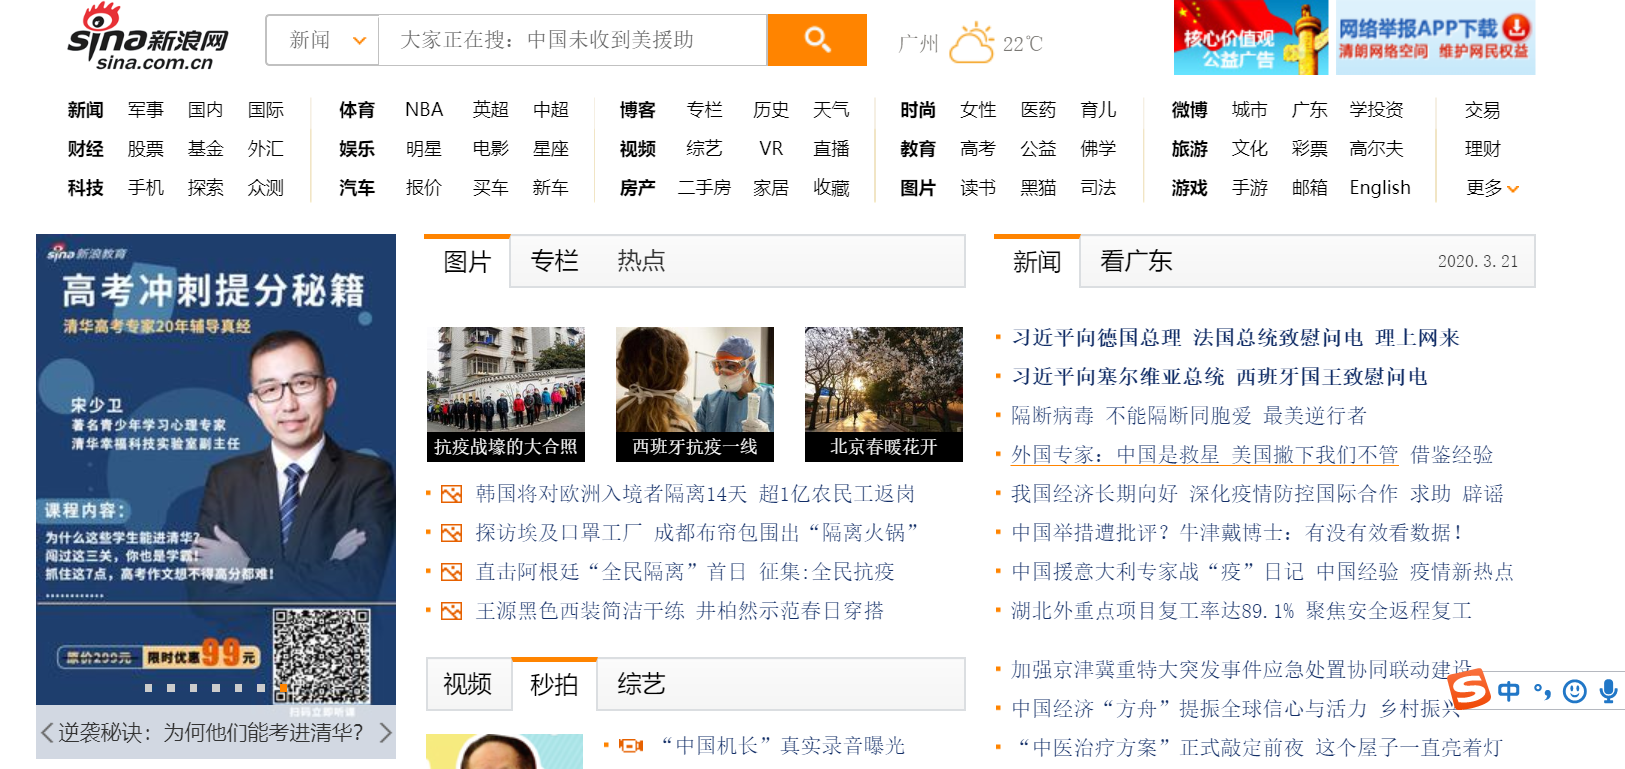 sina新浪网
sina.com.cn
新闻
大家正在搜：中国未收到美援助
广州
22℃
核心价值观
公益广告
网络举报APP下载
清朗网络空间 维护网民权益
新闻 军事 国内 国际
体育 NBA 英超 中超
博客 专栏 历史 天气
时尚 女性 医药 育儿
微博 城市 广东 学投资
交易
财经 股票 基金 外汇
娱乐 明星 电影 星座
视频 综艺 VR 直播
教育 高考 公益 佛学
旅游 文化 彩票 高尔夫
理财
科技 手机 探索 众测
汽车 报价 买车 新车
房产 二手房 家居 收藏
图片 读书 黑猫 司法
游戏 手游 邮箱 English
更多
sina新浪教育
高考冲刺提分秘籍
清华高考专家20年辅导真经
宋少卫
著名青少年学习心理专家
清华幸福科技实验室副主任
课程内容：
为什么这些学生能进清华？
闯过这三关，你也是学霸！
抓住这7点，高考作文想不得高分都难！
原价299元 限时优惠99元
扫码立即听课
逆袭秘诀：为何他们能考进清华？
图片 专栏 热点
抗疫战壕的大合照
西班牙抗疫一线
北京春暖花开
韩国将对欧洲入境者隔离14天 超1亿农民工返岗
探访埃及口罩工厂 成都布帘包围出“隔离火锅”
直击阿根廷“全民隔离”首日 征集:全民抗疫
王源黑色西装简洁干练 井柏然示范春日穿搭
视频 秒拍 综艺
“中国机长”真实录音曝光
新闻 看广东
2020.3.21
习近平向德国总理 法国总统致慰问电 理上网来
习近平向塞尔维亚总统 西班牙国王致慰问电
隔断病毒 不能隔断同胞爱 最美逆行者
外国专家：中国是救星 美国撇下我们不管 借鉴经验
我国经济长期向好 深化疫情防控国际合作 求助 辟谣
中国举措遭批评？牛津戴博士：有没有效看数据！
中国援意大利专家战“疫”日记 中国经验 疫情新热点
湖北外重点项目复工率达89.1% 聚焦安全返程复工
加强京津冀重特大突发事件应急处置协同联动建设
中国经济“方舟”提振全球信心与活力 乡村振兴
“中医治疗方案”正式敲定前夜 这个屋子一直亮着灯
S中